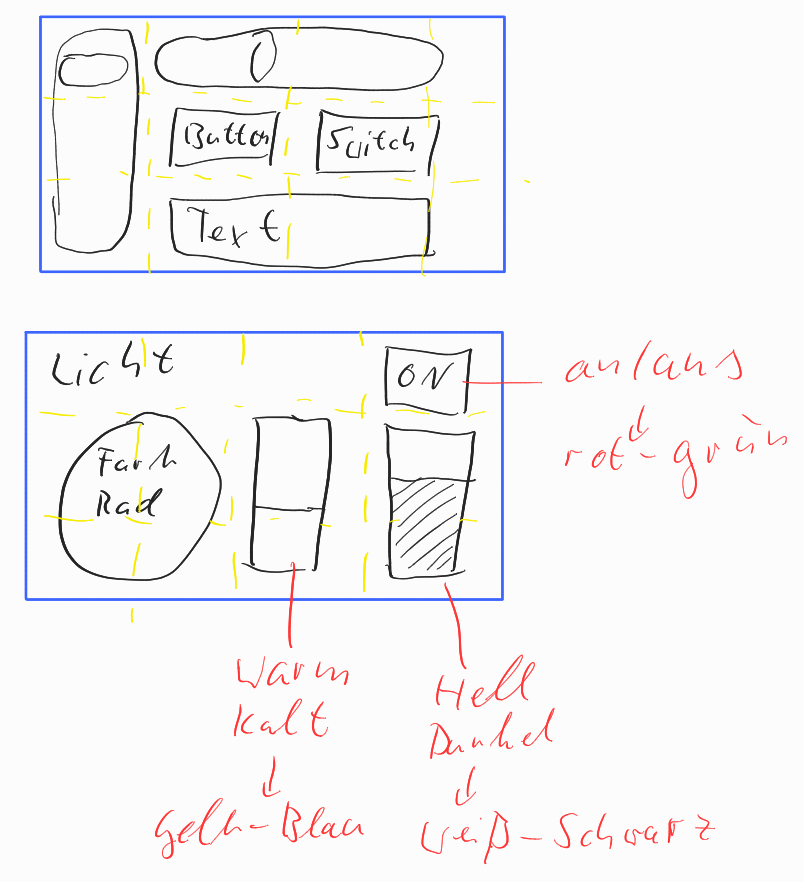 Button
Switch
Text
Licht
ON
an/aus
rot-grün
Farb
Rad
Warm
Kalt
Hell
Dunkel
Gelb-Blau
Weiß-Schwarz